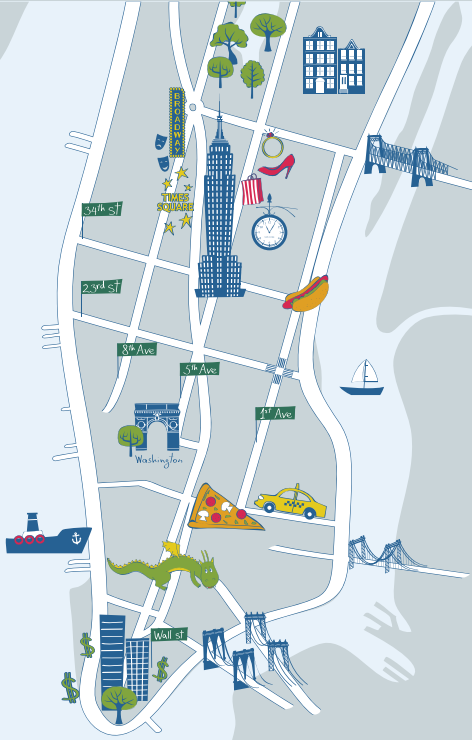 BROADWAY
TIMES
SQUARE
34th st
23rd st
8th Ave
5th Ave
1st Ave
Washington
Wall st
$
$
$